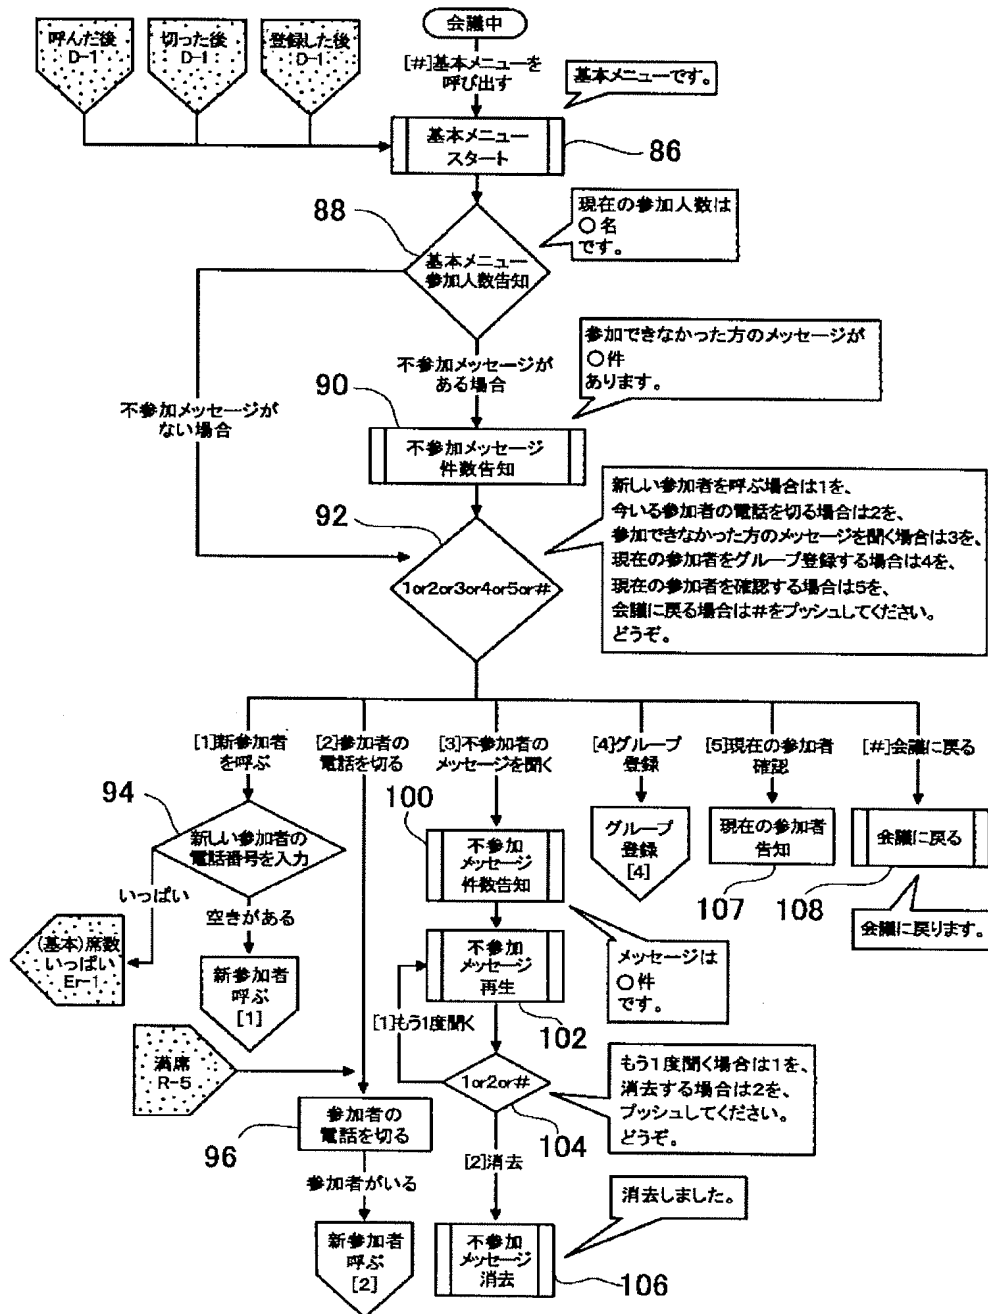 会議中
呼んだ後
D-1
切った後
D-1
登録した後
D-1
[#]基本メニューを
呼び出す
基本メニューです。
基本メニュー
スタート
86
88
現在の参加人数は
〇名
です。
基本メニュー
参加人数告知
参加できなかった方のメッセージが
〇件
あります。
不参加メッセージが
ある場合
90
不参加メッセージが
ない場合
不参加メッセージ
件数告知
92
新しい参加者を呼ぶ場合は1を、
今いる参加者の電話を切る場合は2を、
参加できなかった方のメッセージを聞く場合は3を、
現在の参加者をグループ登録する場合は4を、
現在の参加者を確認する場合は5を、
会議に戻る場合は#をプッシュしてください。
どうぞ。
1or2or3or4or5or#
[1]新参加者
を呼ぶ
[2]参加者の
電話を切る
[3]不参加者の
メッセージを聞く
[4]グループ
登録
[5]現在の参加者
確認
[#]会議に戻る
94
新しい参加者の
電話番号を入力
100
不参加
メッセージ
件数告知
グループ
登録
[4]
現在の参加者
告知
会議に戻る
107
108
会議に戻ります。
いっぱい
空きがある
(基本)席数
いっぱい
Er-1
新参加者
呼ぶ
[1]
不参加
メッセージ
再生
メッセージは
〇件
です。
[1]もう1度聞く
102
満席
R-5
1or2or#
もう1度聞く場合は1を、
消去する場合は2を、
プッシュしてください。
どうぞ。
参加者の
電話を切る
96
104
[2]消去
参加者がいる
消去しました。
新参加者
呼ぶ
[2]
不参加
メッセージ
消去
106